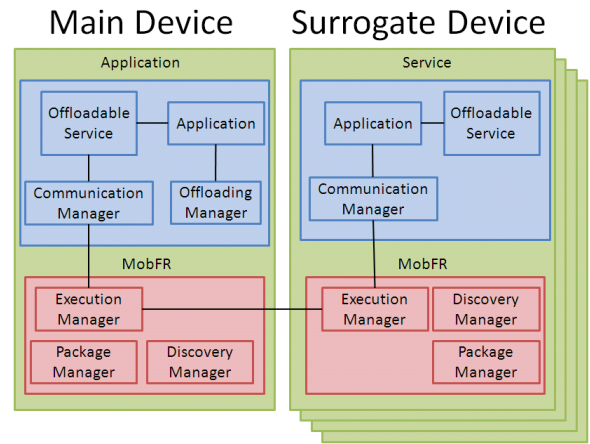 Main Device
Surrogate Device
Application
Offloadable
Service
Application
Communication
Manager
Offloading
Manager
MobFR
Execution
Manager
Package
Manager
Discovery
Manager
Service
Application
Offloadable
Service
Communication
Manager
MobFR
Execution
Manager
Discovery
Manager
Package
Manager